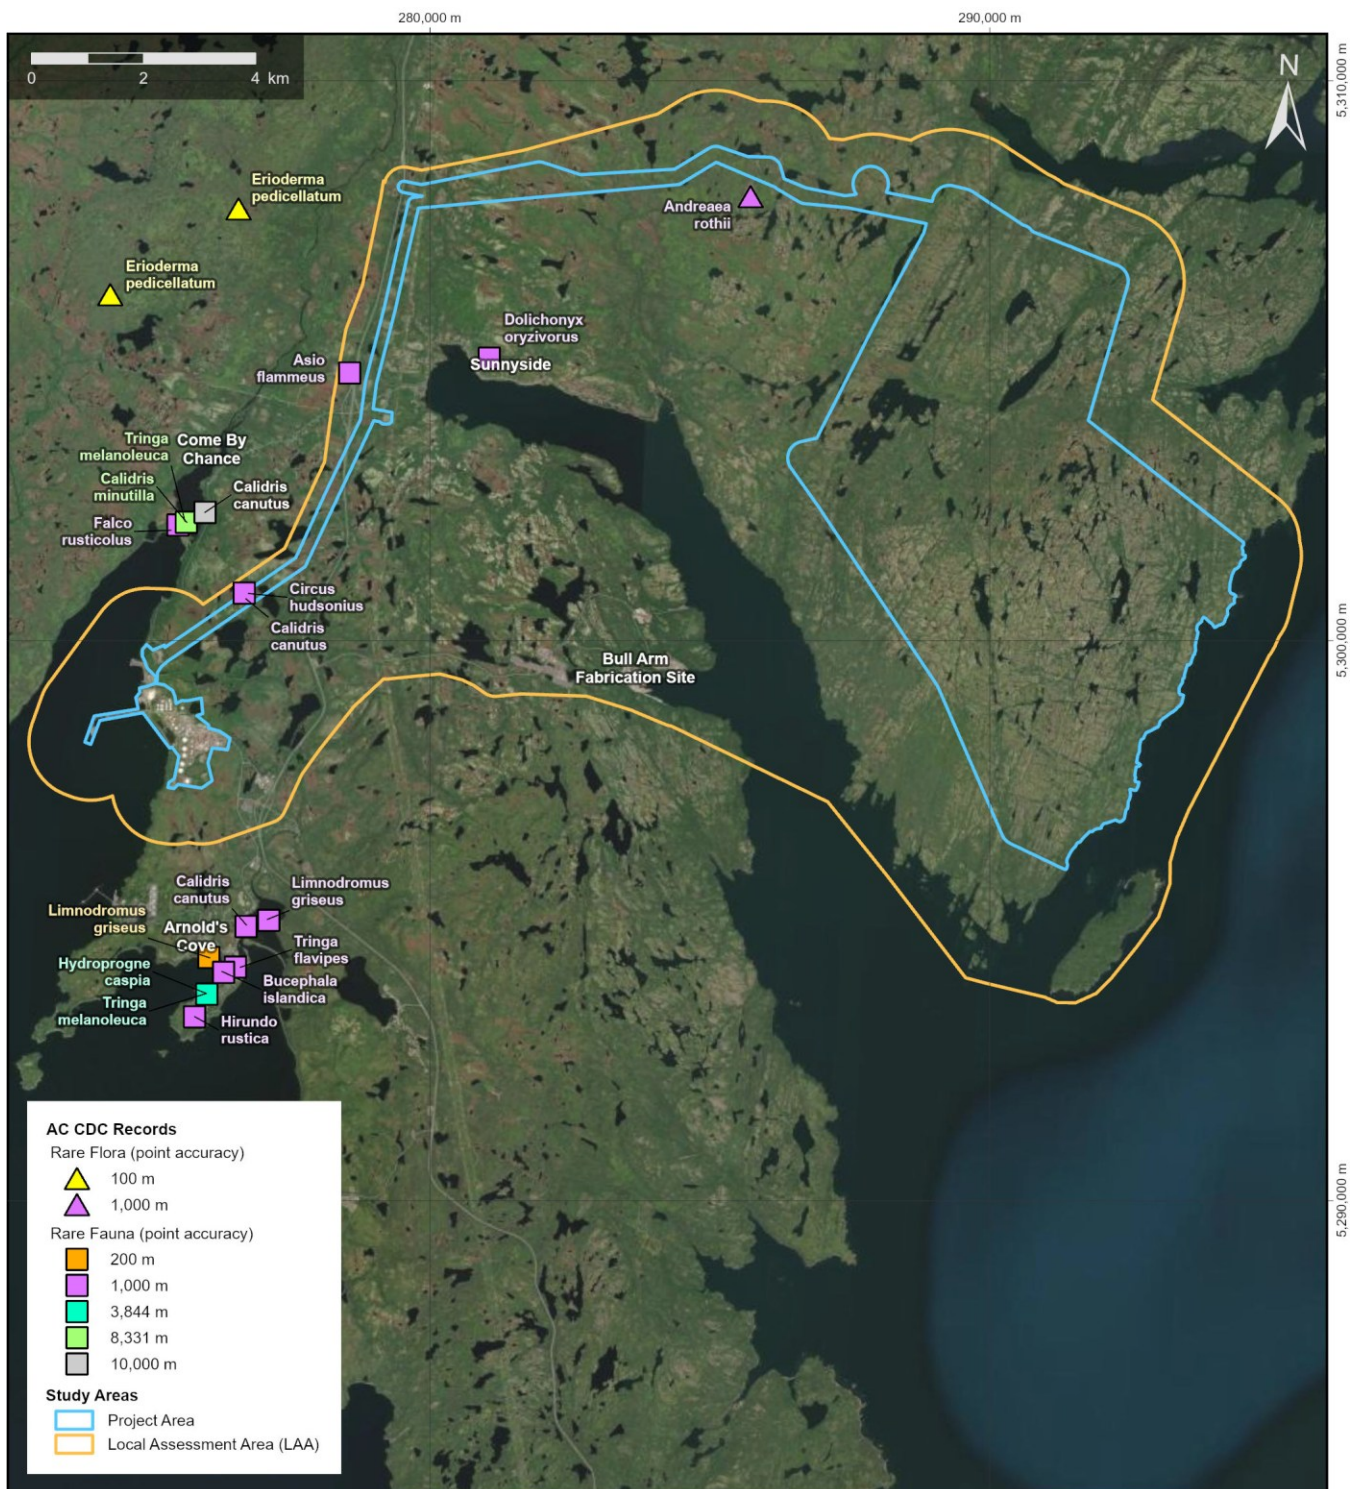 280,000 m
290,000 m
0 2 4 km
N
5,310,000 m
Erioderma
pedicellatum
Andreaea
rothii
Erioderma
pedicellatum
Dolichonyx
oryzivorus
Sunnyside
Asio
flammeus
Tringa
melanoleuca
Come By
Chance
Calidris
minutilla
Calidris
canutus
Falco
rusticolus
Circus
hudsonius
Calidris
canutus
5,300,000 m
Bull Arm
Fabrication Site
Calidris
canutus
Limnodromus
griseus
Limnodromus
griseus
Arnold's
Cove
Tringa
flavipes
Hydroprogne
caspia
Bucephala
islandica
Tringa
melanoleuca
Hirundo
rustica
5,290,000 m
AC CDC Records
Rare Flora (point accuracy)
100 m
1,000 m
Rare Fauna (point accuracy)
200 m
1,000 m
3,844 m
8,331 m
10,000 m
Study Areas
Project Area
Local Assessment Area (LAA)